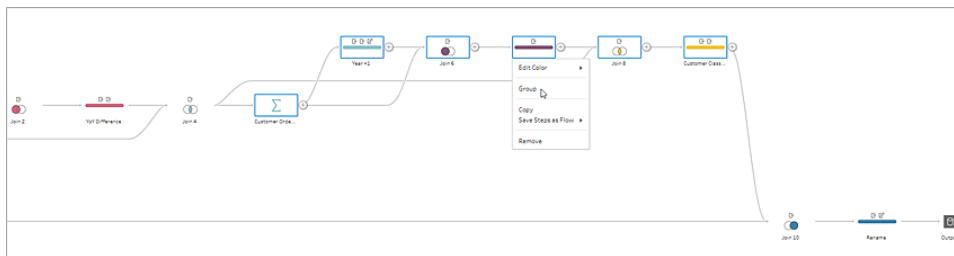 Year +1
Join 6
Join 8
Customer Class...
Edit Color
Group
Copy
Save Steps as Flow
Remove
Join 2
YoY Difference
Join 4
Customer Orde...
Join 10
Rename
Outp